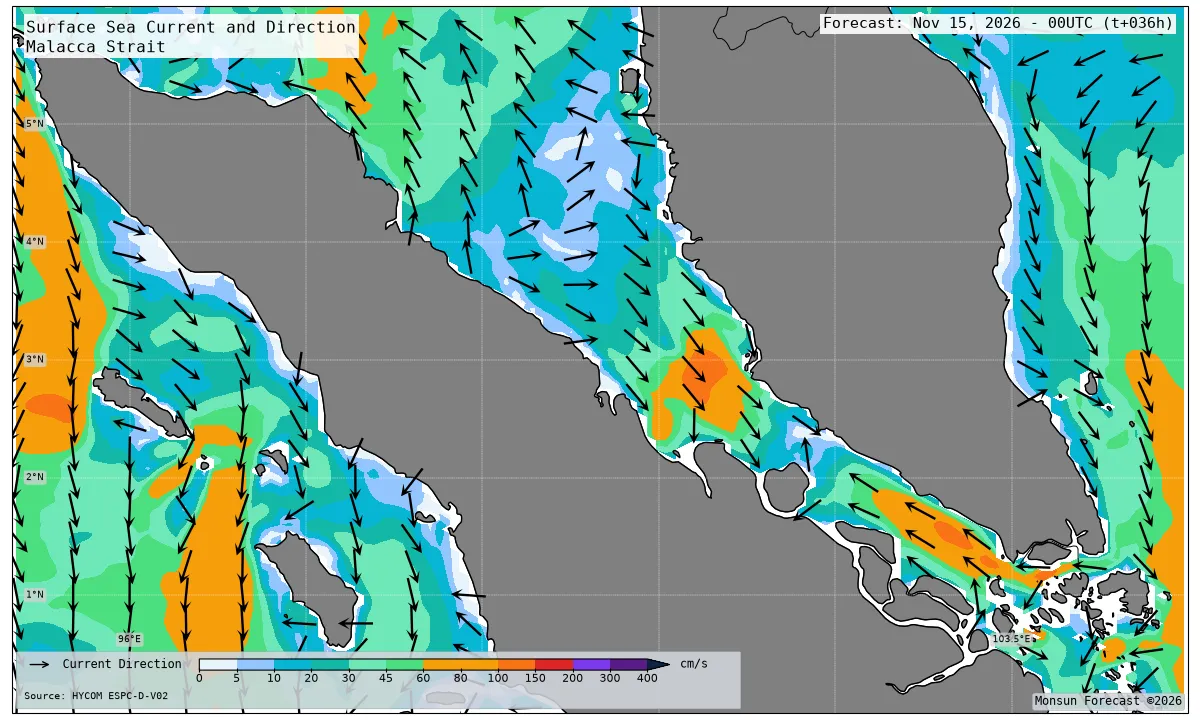 Surface Sea Current and Direction
Malacca Strait
Forecast: Nov 15, 2026 - 00UTC (t+036h)
5°N
4°N
3°N
2°N
1°N
96°E
103.5°E
Current Direction
0 5 10 20 30 45 60 80 100 150 200 300 400 cm/s
Source: HYCOM ESPC-D-V02
Monsun Forecast ©2026